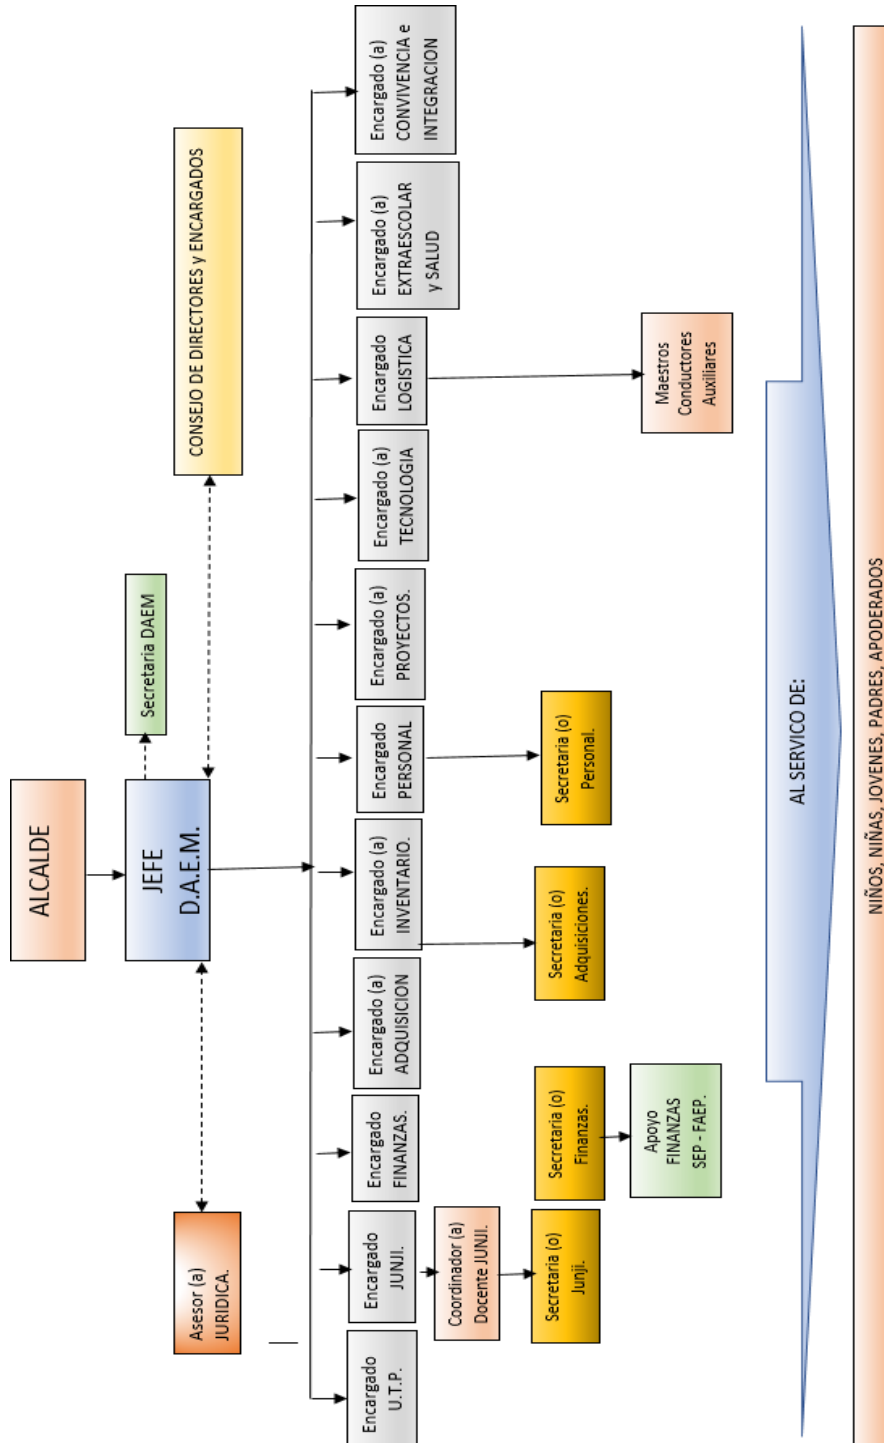 ALCALDE
JEFE
D.A.E.M.
Secretaria DAEM
Asesor (a)
JURIDICA.
CONSEJO DE DIRECTORES y ENCARGADOS
Encargado
U.T.P.
Encargado
JUNJI.
Encargado
FINANZAS.
Encargado (a)
ADQUISICION
Encargado (a)
INVENTARIO.
Encargado
PERSONAL
Encargado (a)
PROYECTOS.
Encargado (a)
TECNOLOGIA
Encargado
LOGISTICA
Encargado (a)
EXTRAESCOLAR
y SALUD
Encargado (a)
CONVIVENCIA e
INTEGRACION
Coordinador (a)
Docente JUNJI.
Secretaria (o)
Junji.
Secretaria (o)
Finanzas.
Secretaria (o)
Adquisiciones.
Secretaria (o)
Personal.
Apoyo
FINANZAS
SEP - FAEP.
Maestros
Conductores
Auxiliares
AL SERVICO DE:
NIÑOS, NIÑAS, JOVENES, PADRES, APODERADOS